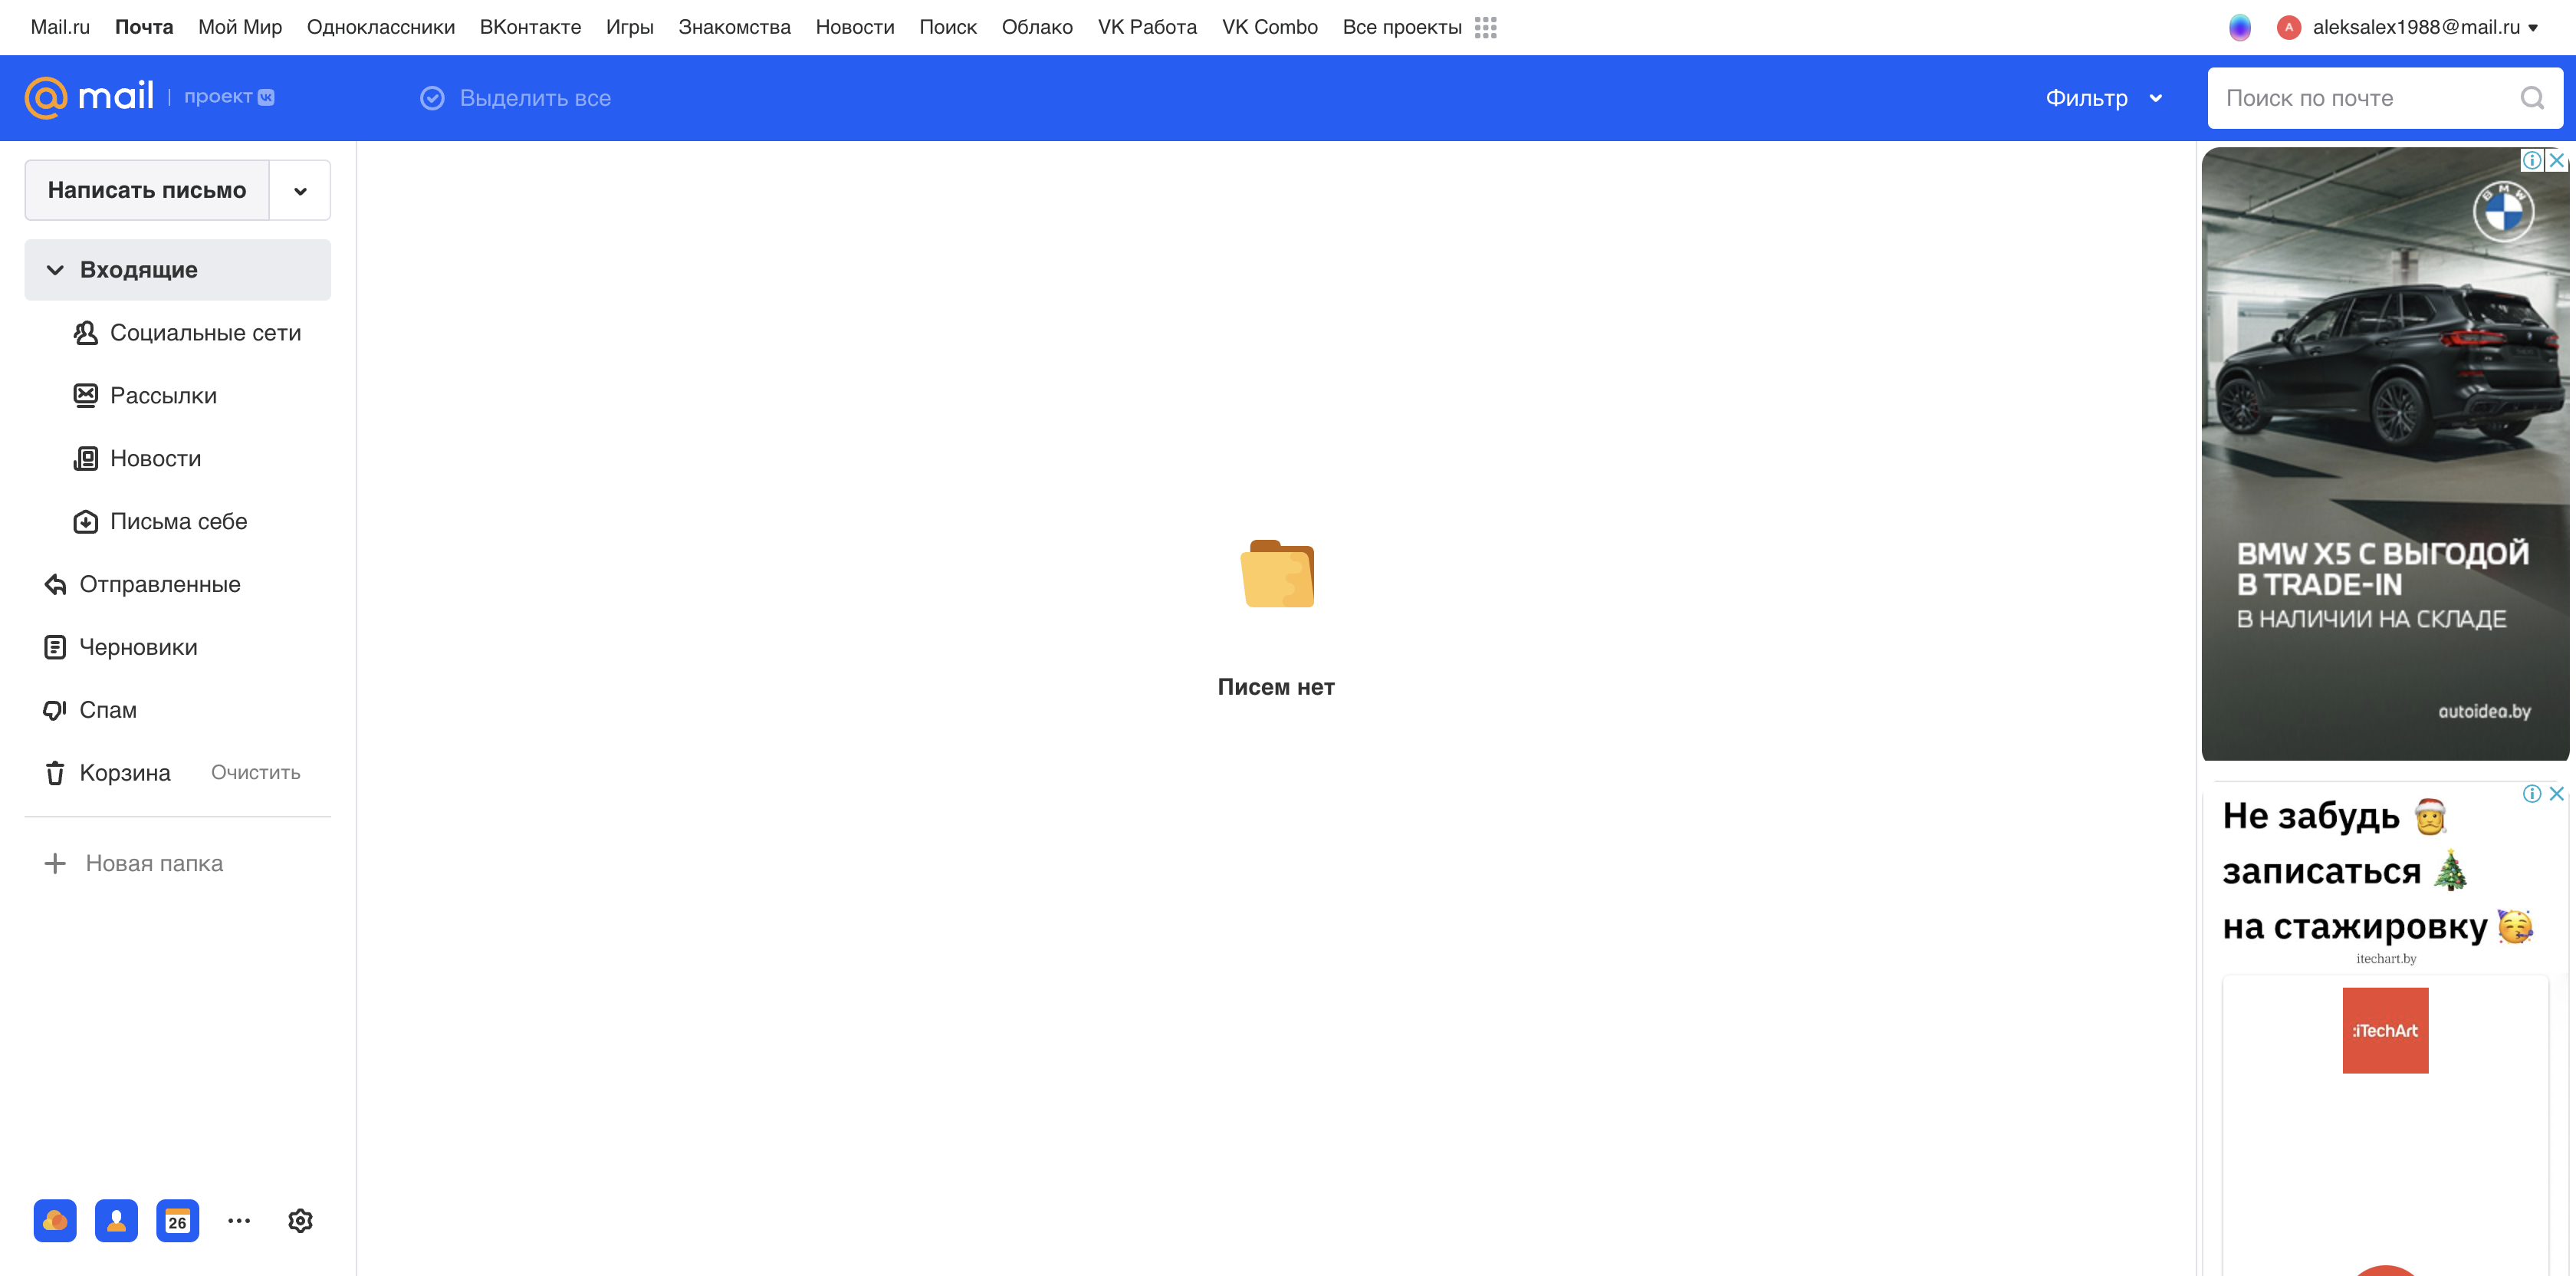 Mail.ru Почта Мой Мир Одноклассники ВКонтакте Игры Знакомства Новости Поиск Облако VK Работа VK Combo Все проекты
A aleksalex1988@mail.ru
@mail проект VK
Выделить все
Фильтр
Поиск по почте
Написать письмо
Входящие
Социальные сети
Рассылки
Новости
Письма себе
Отправленные
Черновики
Спам
Корзина Очистить
Новая папка
26
Писем нет
BMW
BMW X5 С ВЫГОДОЙ
В TRADE-IN
В НАЛИЧИИ НА СКЛАДЕ
autoidea.by
Не забудь 🎅
записаться 🎄
на стажировку 🥳
itechart.by
:iTechArt